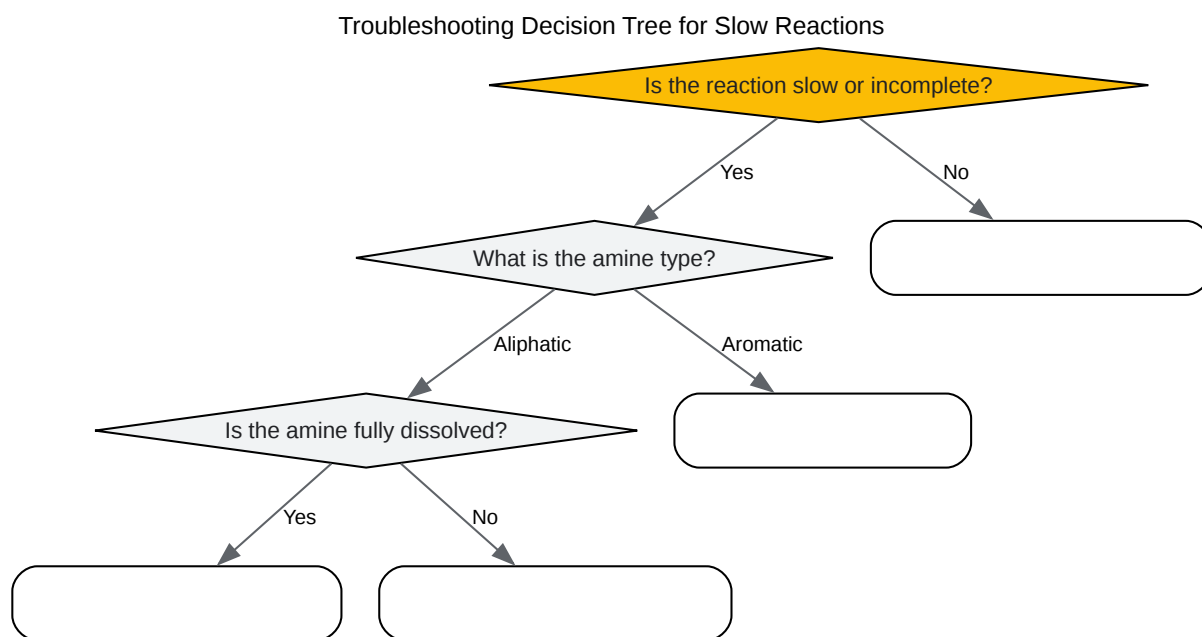 Troubleshooting Decision Tree for Slow Reactions
Is the reaction slow or incomplete?
Yes
No
What is the amine type?
Aliphatic
Aromatic
Is the amine fully dissolved?
Yes
No